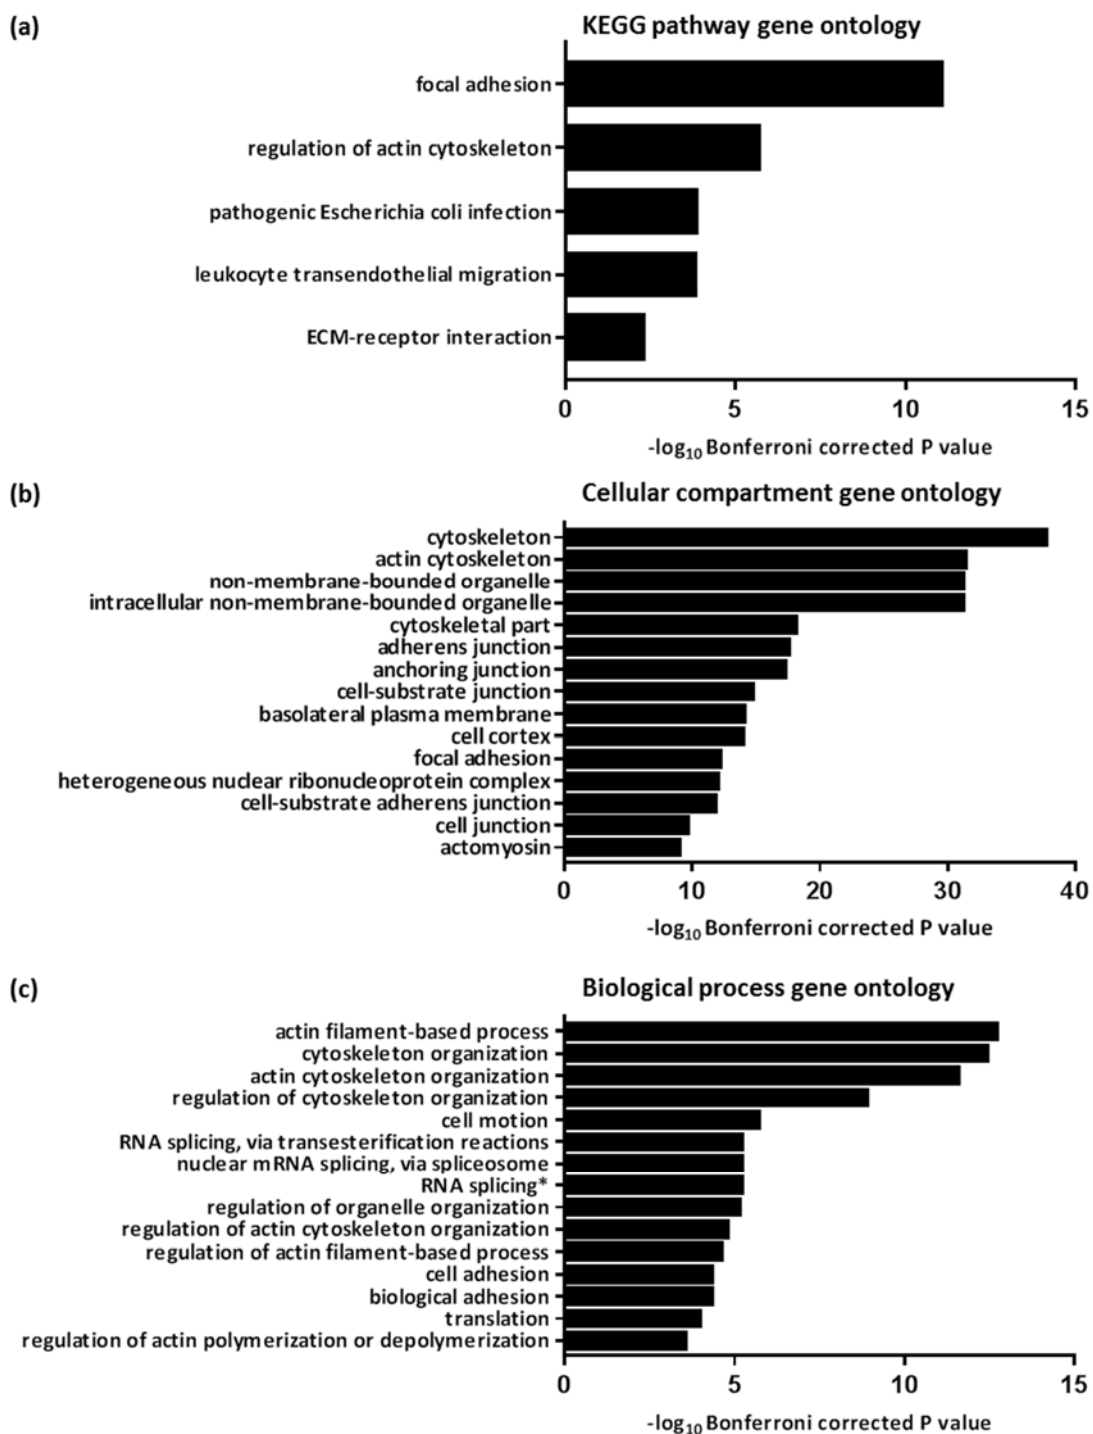 (a)
KEGG pathway gene ontology
focal adhesion
regulation of actin cytoskeleton
pathogenic Escherichia coli infection
leukocyte transendothelial migration
ECM-receptor interaction
0 5 10 15
-log10 Bonferroni corrected P value
(b)
Cellular compartment gene ontology
cytoskeleton
actin cytoskeleton
non-membrane-bounded organelle
intracellular non-membrane-bounded organelle
cytoskeletal part
adherens junction
anchoring junction
cell-substrate junction
basolateral plasma membrane
cell cortex
focal adhesion
heterogeneous nuclear ribonucleoprotein complex
cell-substrate adherens junction
cell junction
actomyosin
0 10 20 30 40
-log10 Bonferroni corrected P value
(c)
Biological process gene ontology
actin filament-based process
cytoskeleton organization
actin cytoskeleton organization
regulation of cytoskeleton organization
cell motion
RNA splicing, via transesterification reactions
nuclear mRNA splicing, via spliceosome
RNA splicing*
regulation of organelle organization
regulation of actin cytoskeleton organization
regulation of actin filament-based process
cell adhesion
biological adhesion
translation
regulation of actin polymerization or depolymerization
0 5 10 15
-log10 Bonferroni corrected P value